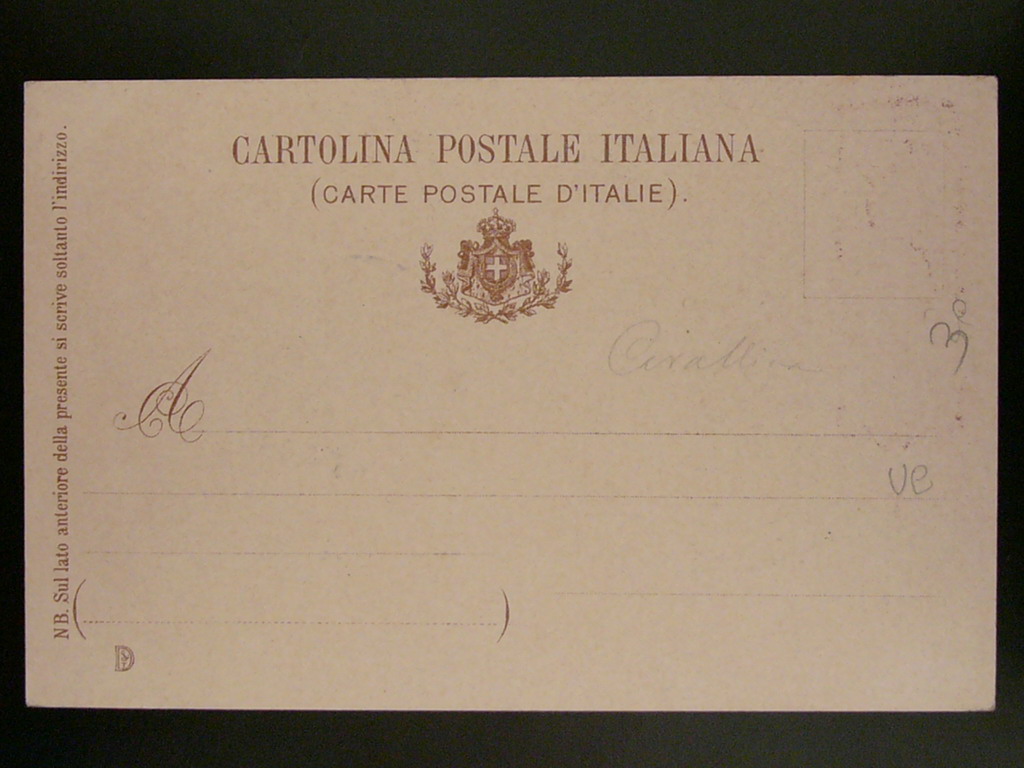 CARTOLINA POSTALE ITALIANA
(CARTE POSTALE D'ITALIE).
A
NB. Sul lato anteriore della presente si scrive soltanto l'indirizzo.
( )
30
VE
D